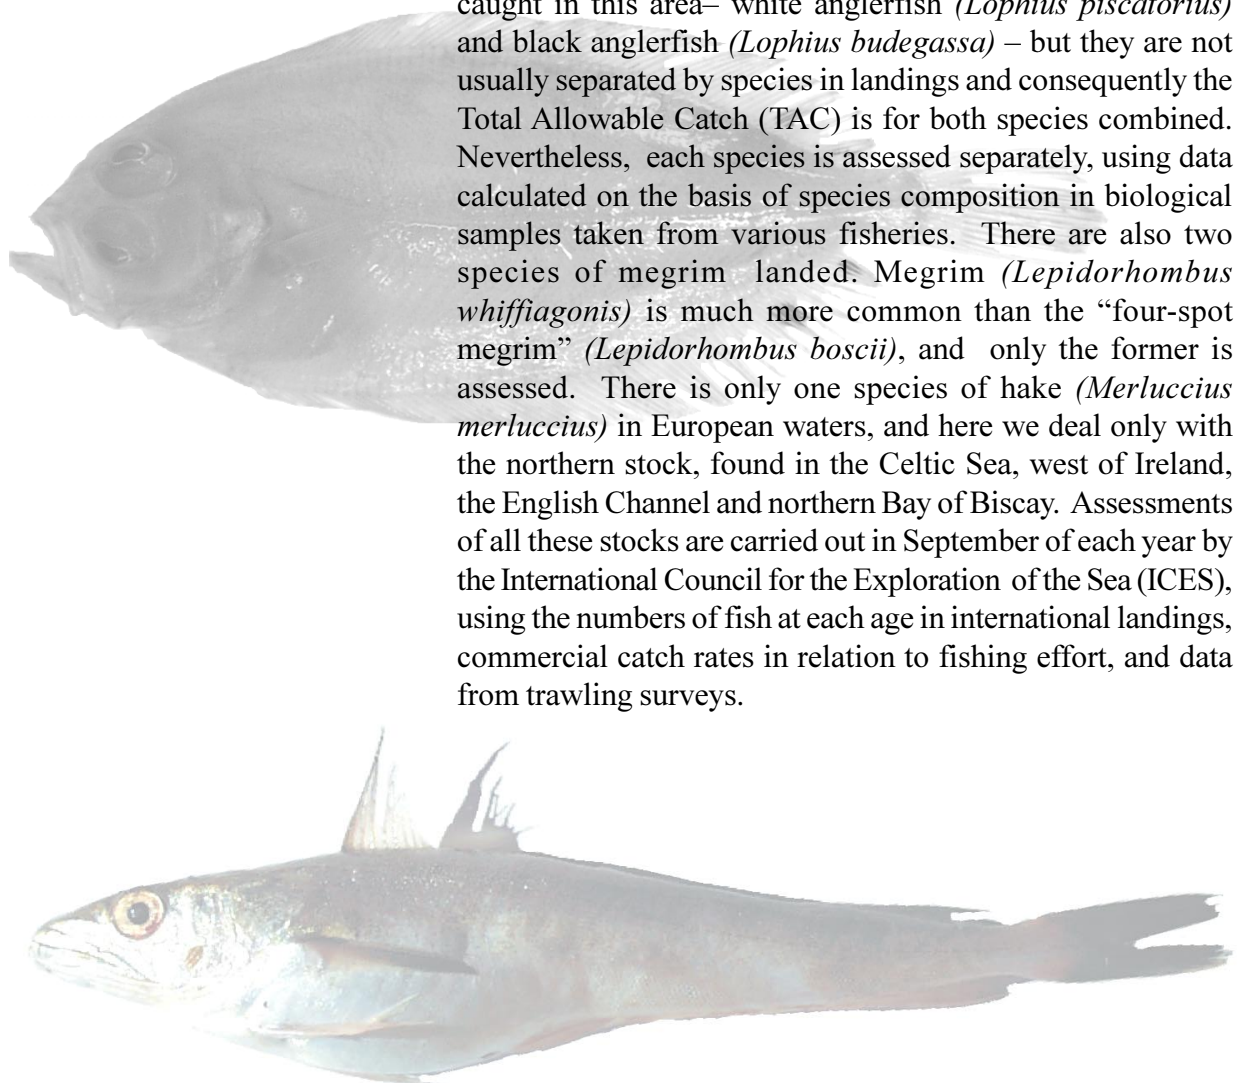 caught in this area– white anglerfish (Lophius piscatorius)
and black anglerfish (Lophius budegassa) – but they are not
usually separated by species in landings and consequently the
Total Allowable Catch (TAC) is for both species combined.
Nevertheless, each species is assessed separately, using data
calculated on the basis of species composition in biological
samples taken from various fisheries. There are also two
species of megrim landed. Megrim (Lepidorhombus
whiffiagonis) is much more common than the “four-spot
megrim” (Lepidorhombus boscii), and only the former is
assessed. There is only one species of hake (Merluccius
merluccius) in European waters, and here we deal only with
the northern stock, found in the Celtic Sea, west of Ireland,
the English Channel and northern Bay of Biscay. Assessments
of all these stocks are carried out in September of each year by
the International Council for the Exploration of the Sea (ICES),
using the numbers of fish at each age in international landings,
commercial catch rates in relation to fishing effort, and data
from trawling surveys.